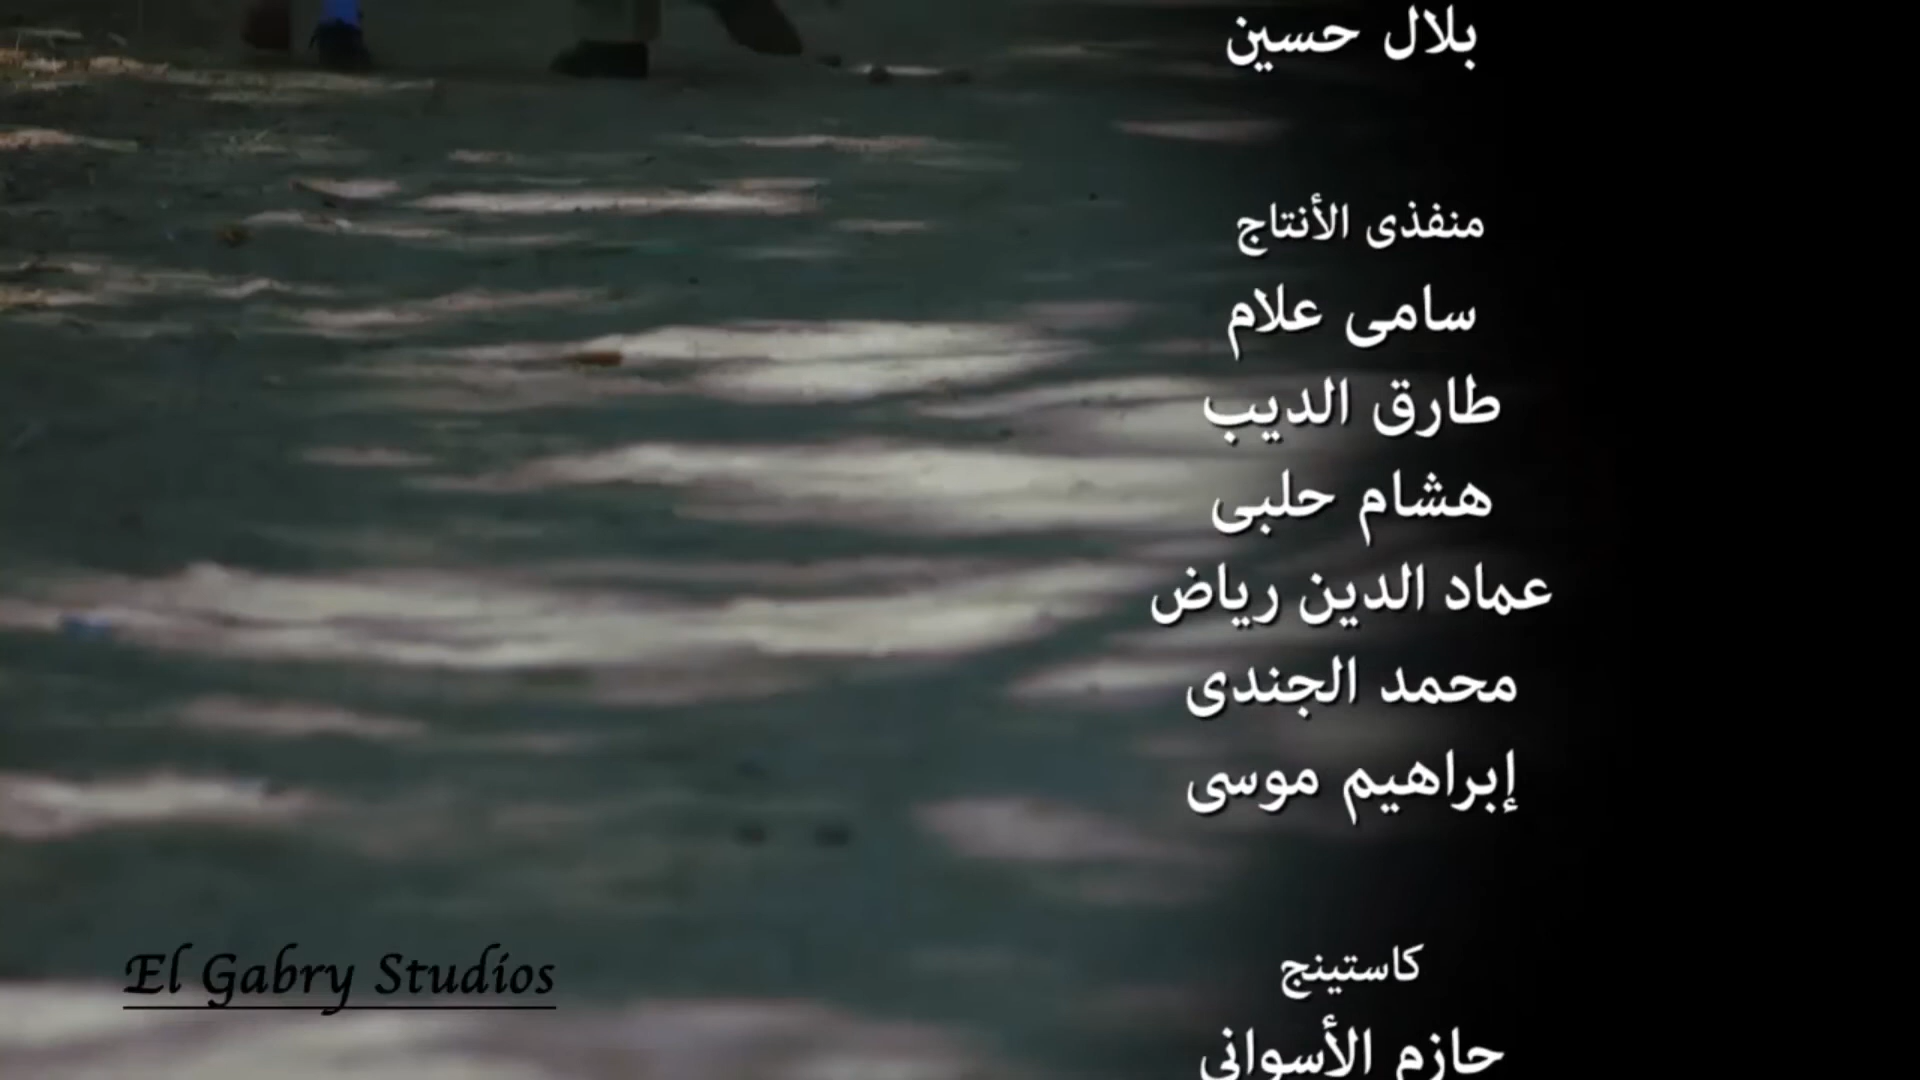 بلال حسين
منفذى الأنتاج
سامى علام
طارق الديب
هشام حلبى
عماد الدين رياض
محمد الجندى
إبراهيم موسى
كاستينج
حازم الأسوانى
El Gabry Studios